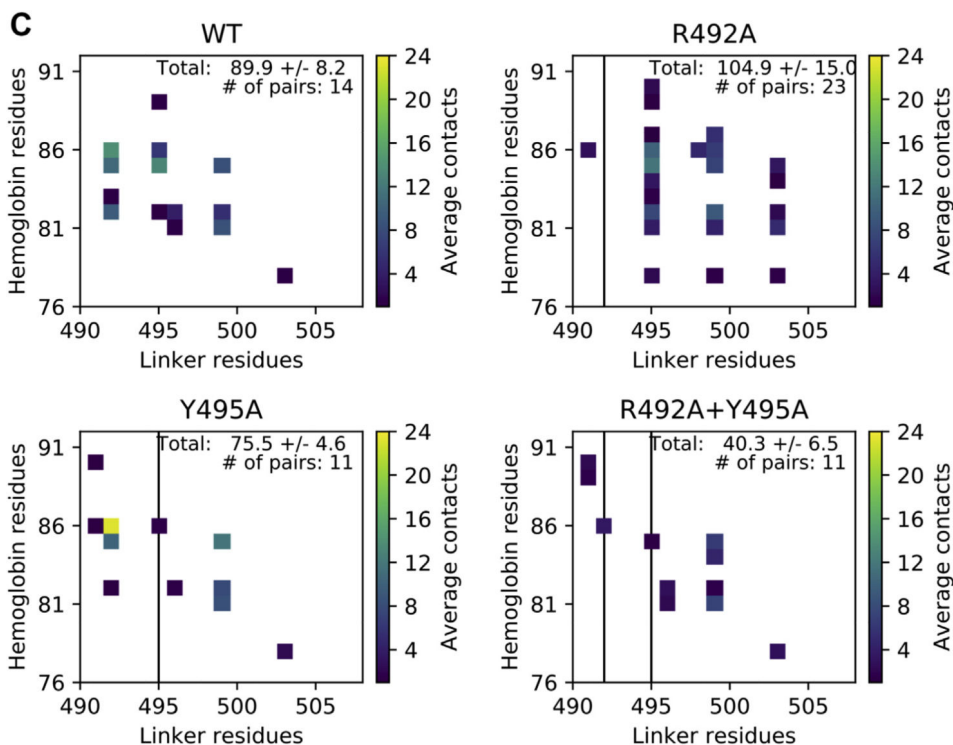 C
WT
Total: 89.9 +/- 8.2
# of pairs: 14
91
86
81
76
Hemoglobin residues
490 495 500 505
Linker residues
24
20
16
12
8
4
Average contacts
R492A
Total: 104.9 +/- 15.0
# of pairs: 23
91
86
81
76
Hemoglobin residues
490 495 500 505
Linker residues
24
20
16
12
8
4
Average contacts
Y495A
Total: 75.5 +/- 4.6
# of pairs: 11
91
86
81
76
Hemoglobin residues
490 495 500 505
Linker residues
24
20
16
12
8
4
Average contacts
R492A+Y495A
Total: 40.3 +/- 6.5
# of pairs: 11
91
86
81
76
Hemoglobin residues
490 495 500 505
Linker residues
24
20
16
12
8
4
Average contacts